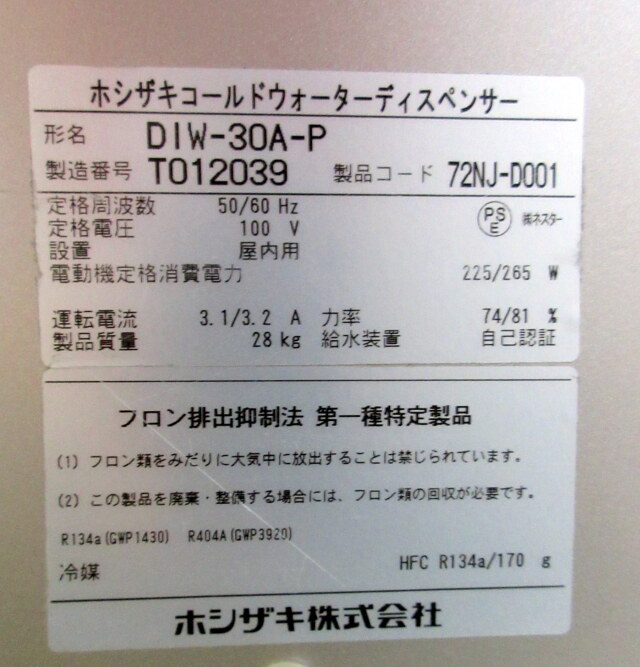 ホシザキコールドウォーターディスペンサー
形名 DIW-30A-P
製造番号 T012039 製品コード 72NJ-D001
定格周波数 50/60 Hz PSE ㈱ネスター
定格電圧 100 V
設置 屋内用
電動機定格消費電力 225/265 W
運転電流 3.1/3.2 A 力率 74/81 %
製品質量 28 kg 給水装置 自己認証
フロン排出抑制法 第一種特定製品
(1) フロン類をみだりに大気中に放出することは禁じられています。
(2) この製品を廃棄・整備する場合には、フロン類の回収が必要です。
R134a(GWP1430) R404A(GWP3920)
冷媒 HFC R134a/170 g
ホシザキ株式会社